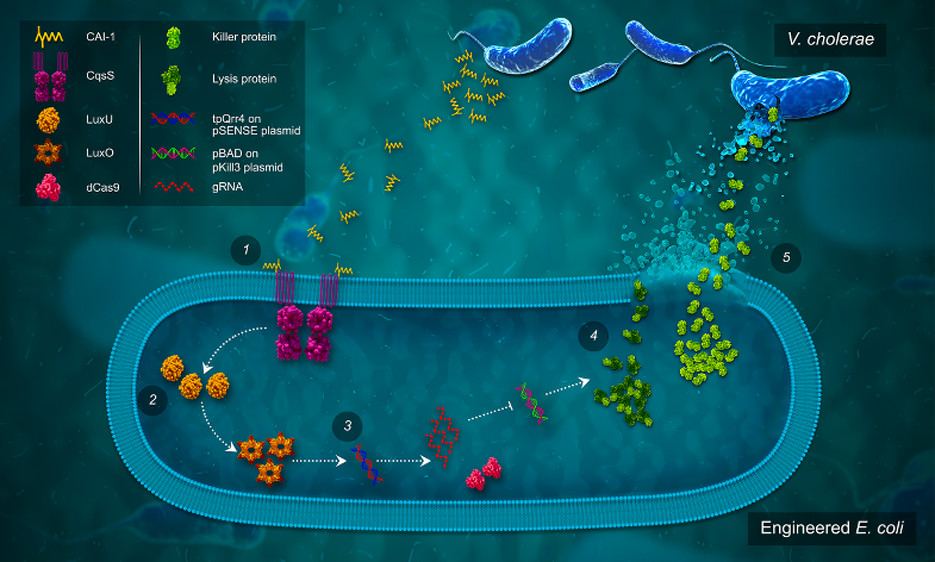 CAI-1
CqsS
LuxU
LuxO
dCas9
Killer protein
Lysis protein
tpQrr4 on
pSENSE plasmid
pBAD on
pKill3 plasmid
gRNA
V. cholerae
1
2
3
4
5
Engineered E. coli